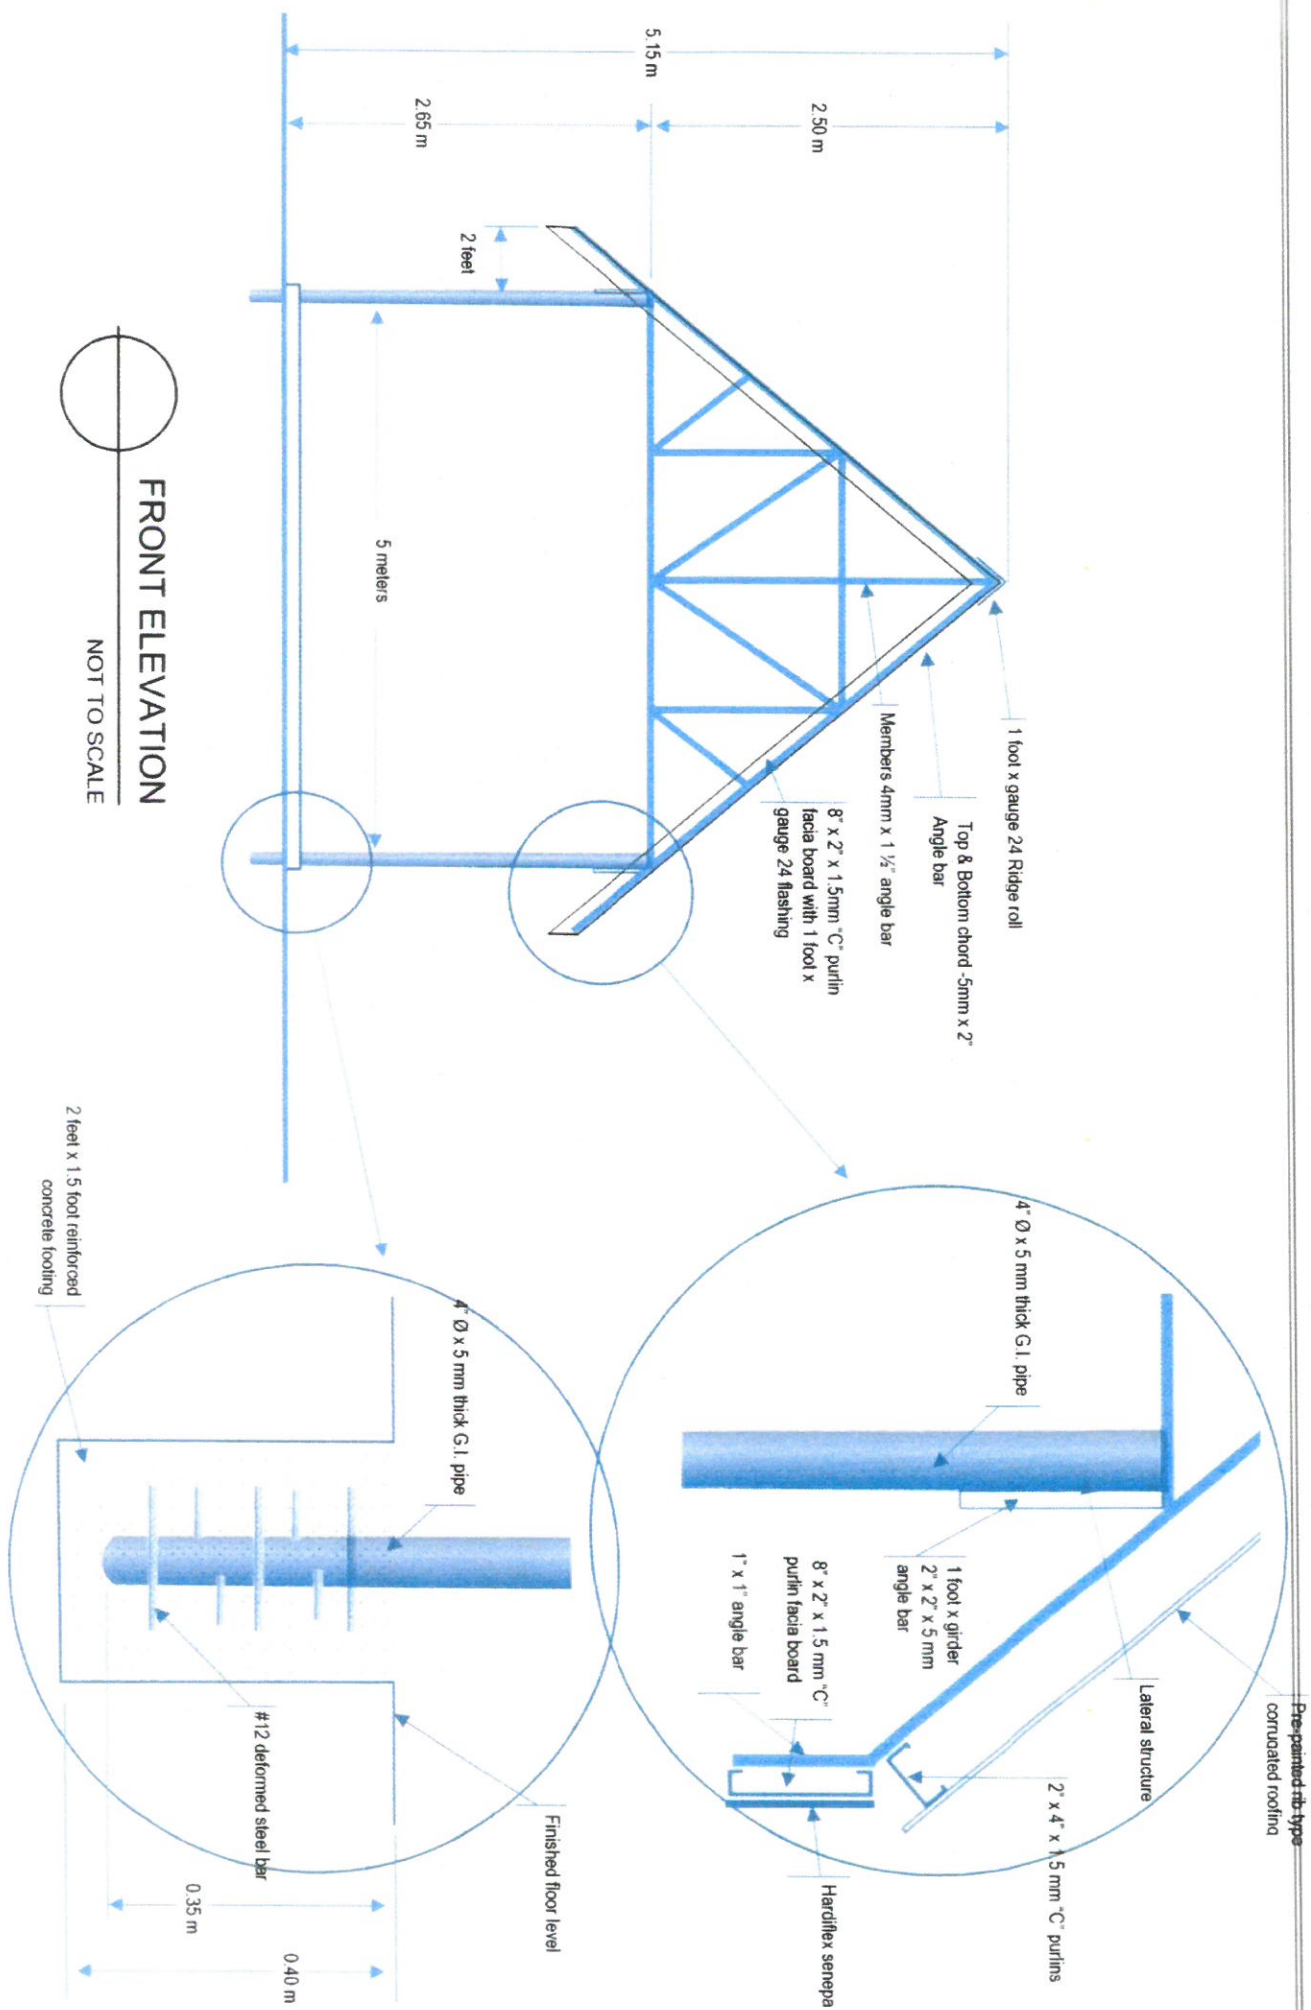 5.15 m
2.65 m
2.50 m
2 feet
5 meters
1 foot x gauge 24 Ridge roll
Top & Bottom chord -5mm x 2"
Angle bar
Members 4mm x 1 ½" angle bar
8" x 2" x 1.5mm "C" purlin
facia board with 1 foot x
gauge 24 flashing
FRONT ELEVATION
NOT TO SCALE
Pre-painted rib type
corrugated roofing
4" Ø x 5 mm thick G.I. pipe
Lateral structure
2" x 4" x 1.5 mm "C" purlins
1 foot x girder
2" x 2" x 5 mm
angle bar
8" x 2" x 1.5 mm "C"
purlin facia board
1" x 1" angle bar
Hardiflex senepa
4" Ø x 5 mm thick G.I. pipe
Finished floor level
2 feet x 1.5 foot reinforced
concrete footing
#12 deformed steel bar
0.35 m
0.40 m